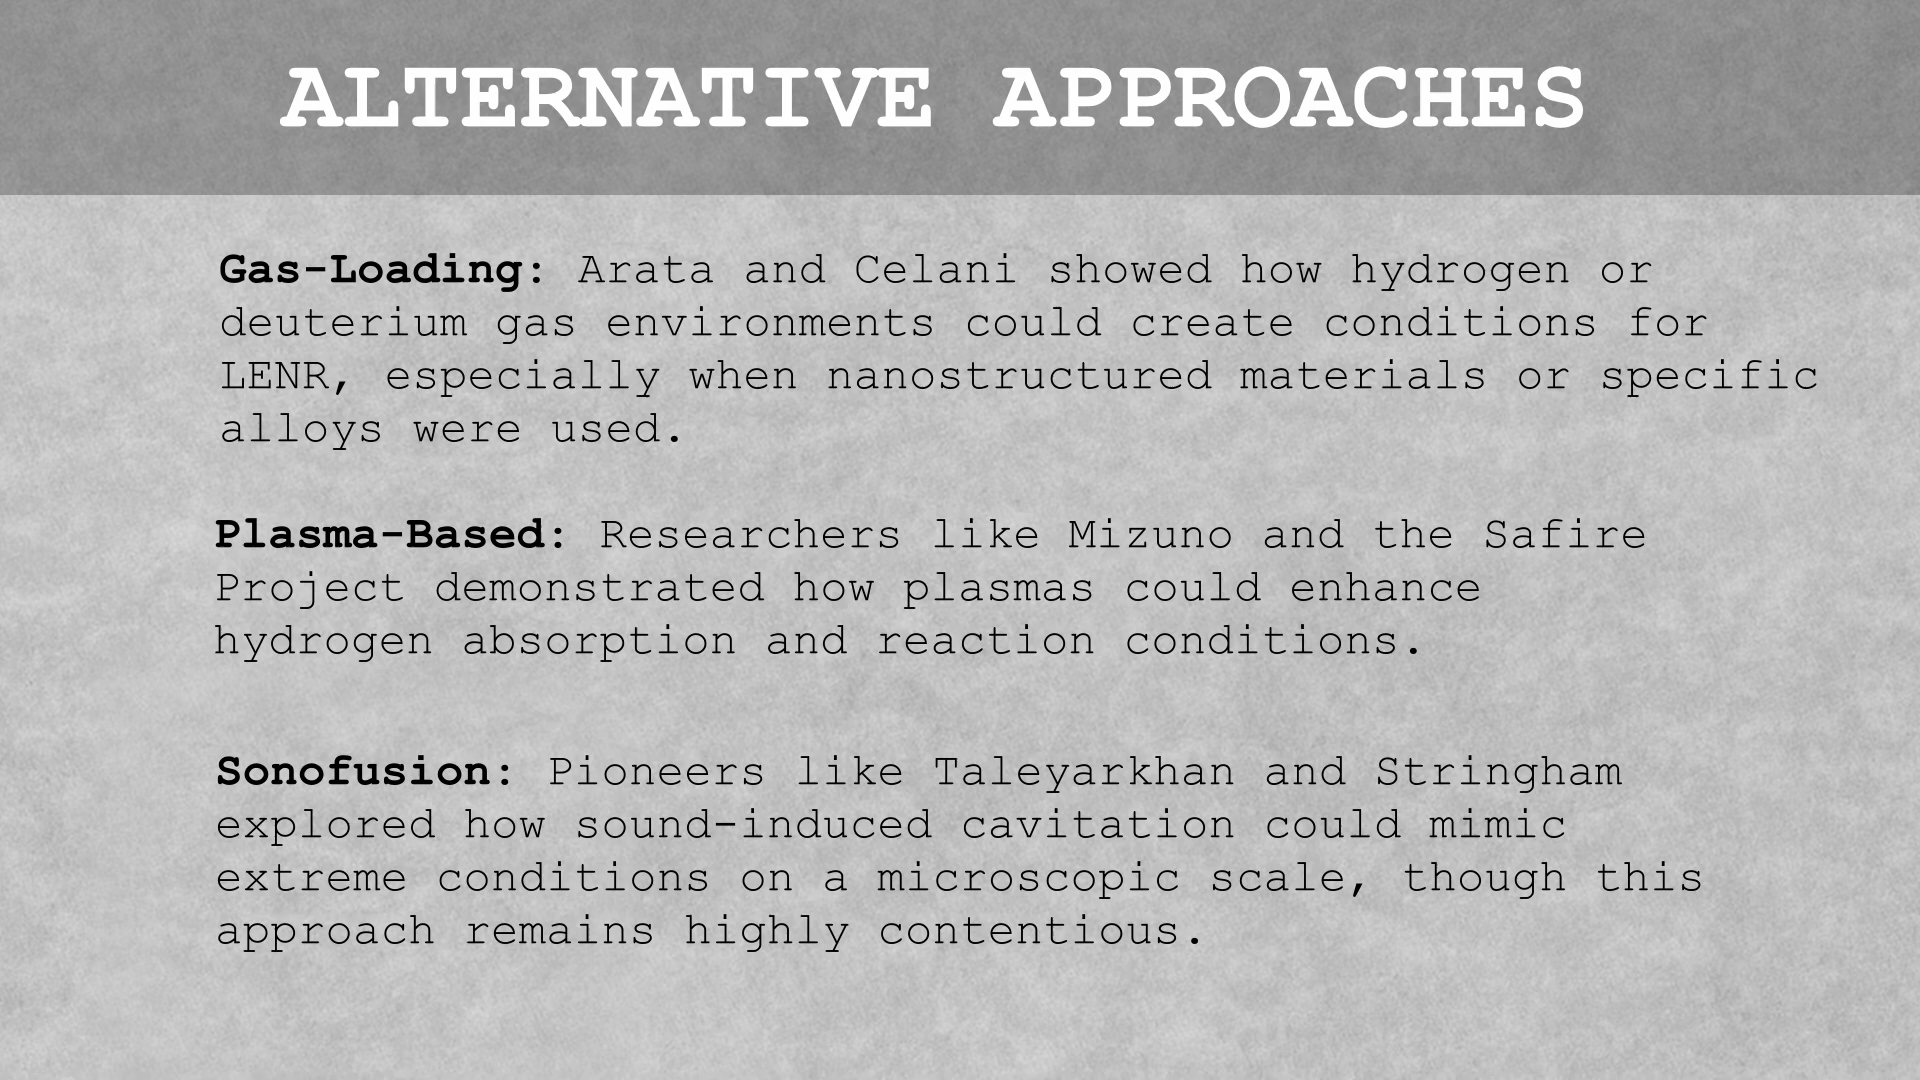 ALTERNATIVE APPROACHES
Gas-Loading: Arata and Celani showed how hydrogen or
deuterium gas environments could create conditions for
LENR, especially when nanostructured materials or specific
alloys were used.
Plasma-Based: Researchers like Mizuno and the Safire
Project demonstrated how plasmas could enhance
hydrogen absorption and reaction conditions.
Sonofusion: Pioneers like Taleyarkhan and Stringham
explored how sound-induced cavitation could mimic
extreme conditions on a microscopic scale, though this
approach remains highly contentious.